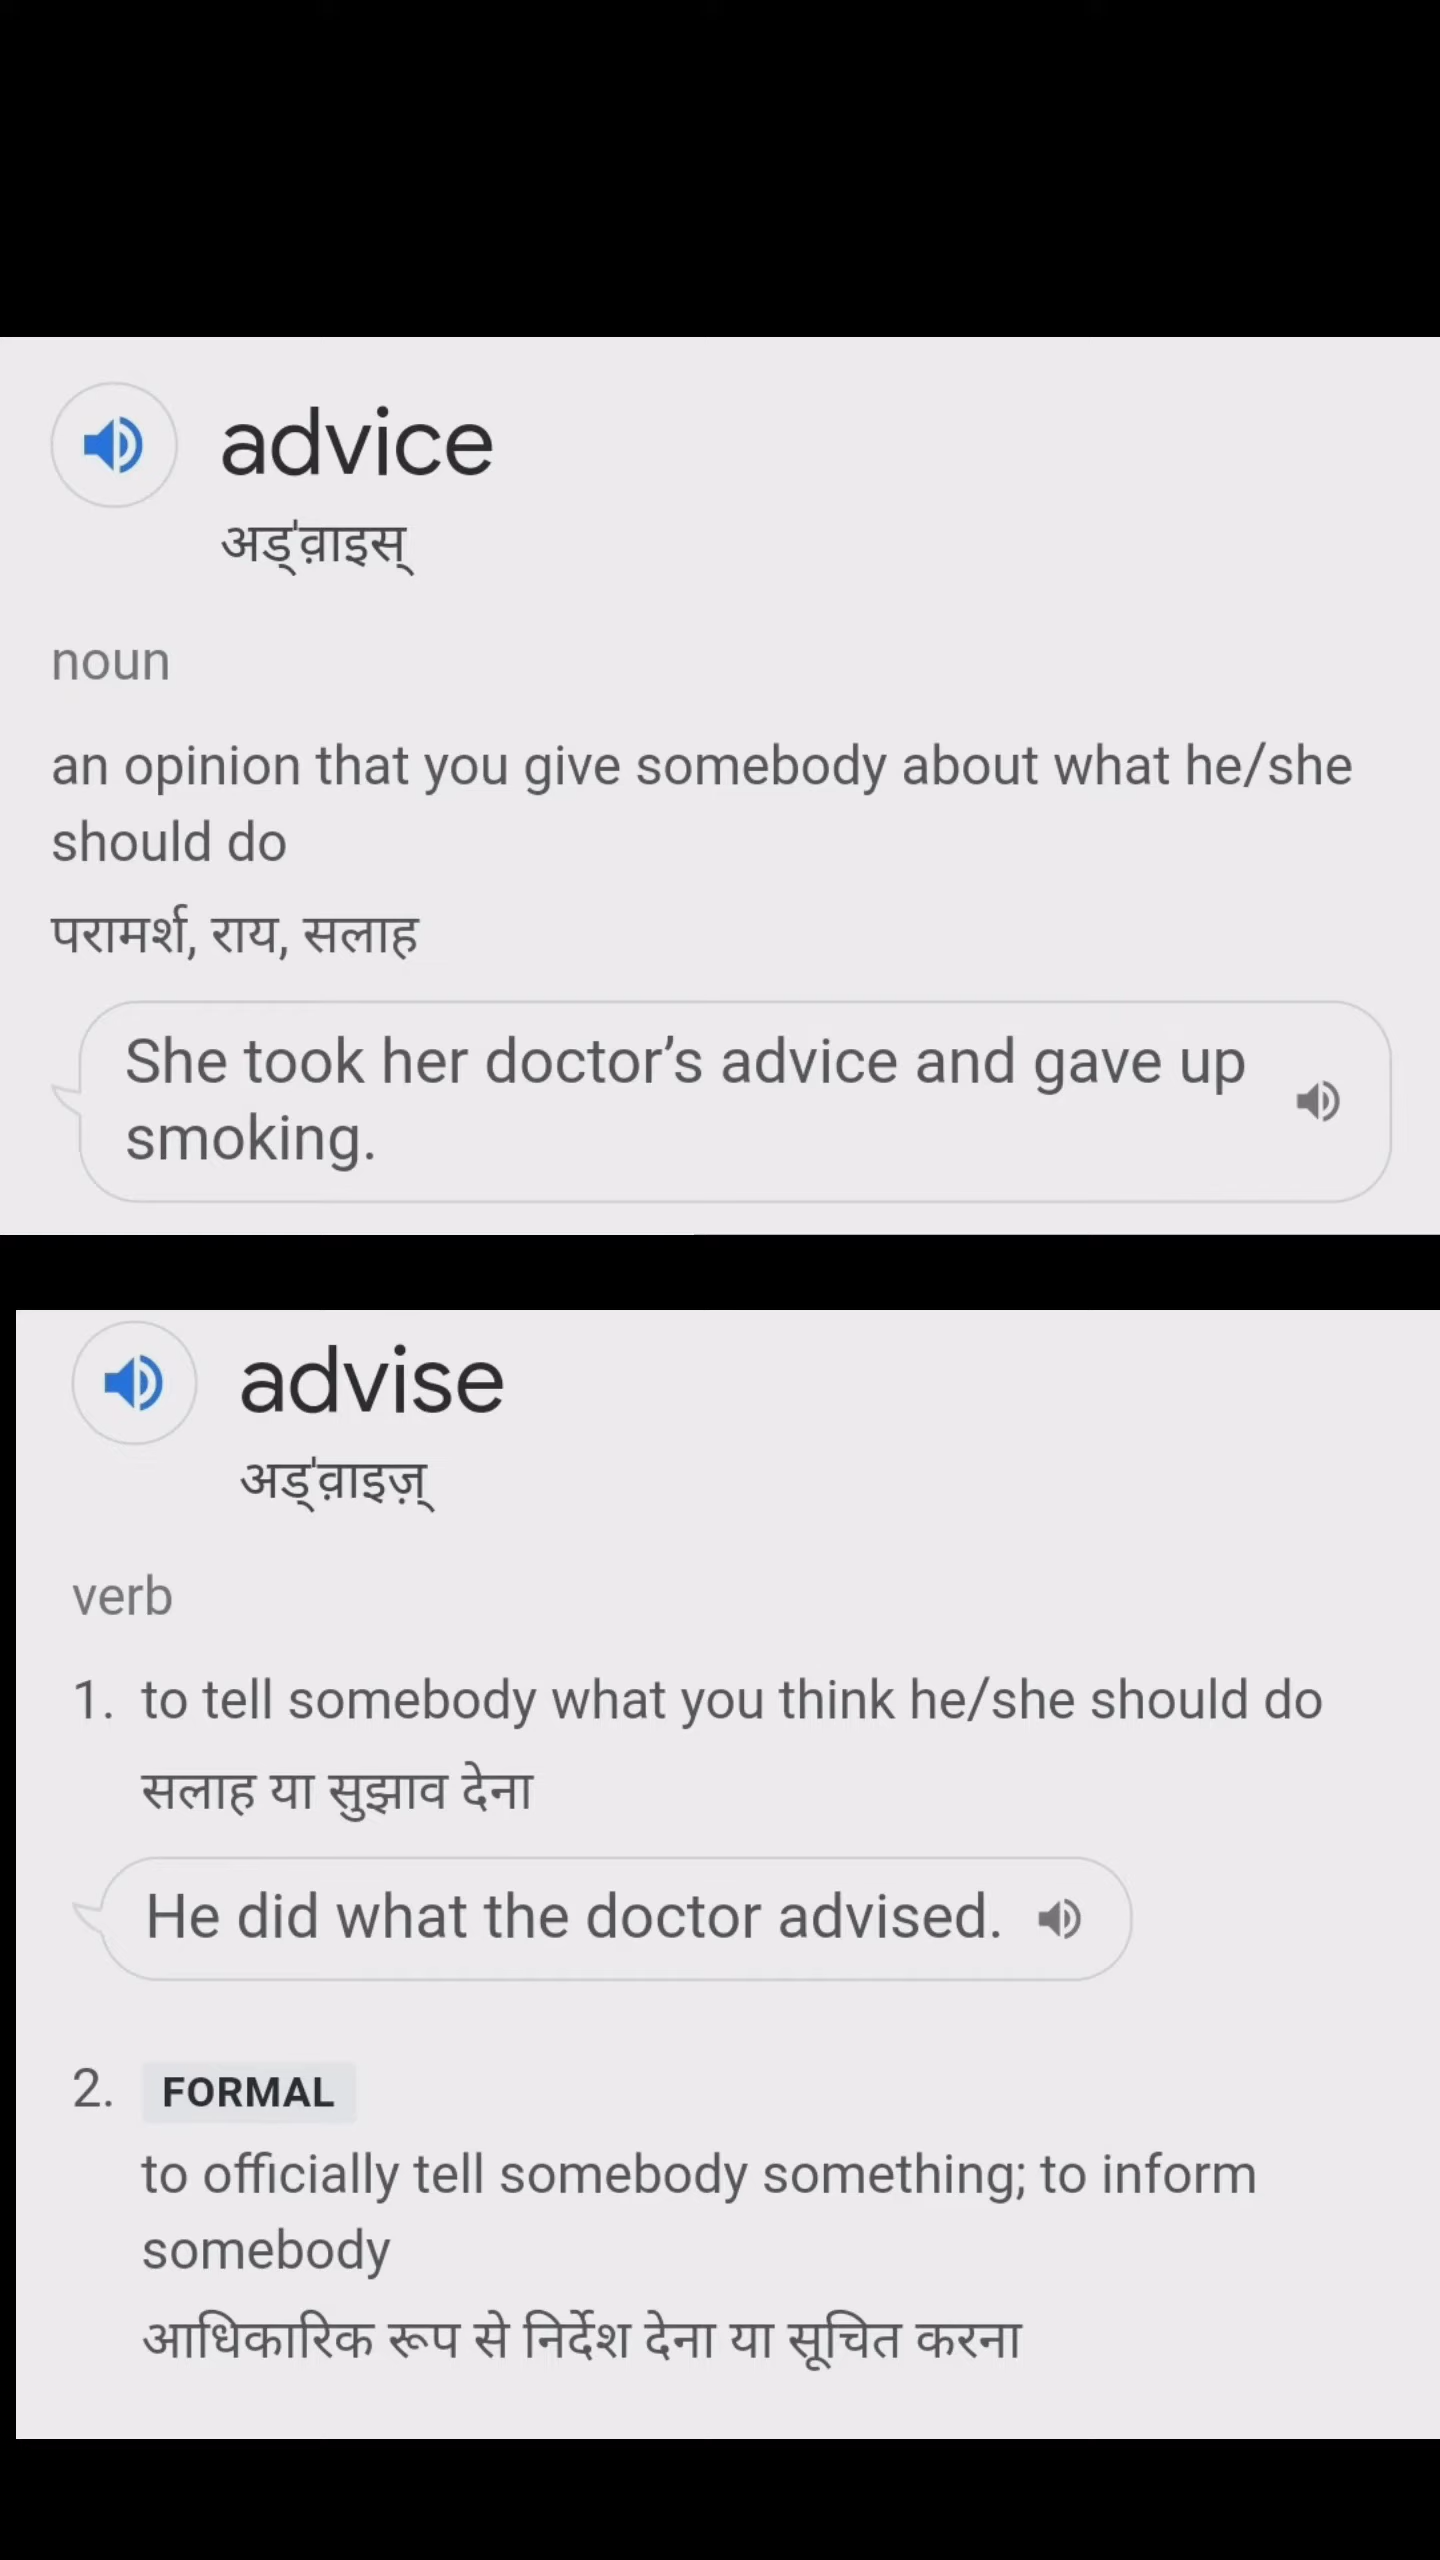 advice
अड्'व़ाइस्
noun
an opinion that you give somebody about what he/she
should do
परामर्श, राय, सलाह
She took her doctor’s advice and gave up
smoking.
advise
अड्'व़ाइज़्
verb
1. to tell somebody what you think he/she should do
सलाह या सुझाव देना
He did what the doctor advised.
2. FORMAL
to officially tell somebody something; to inform
somebody
आधिकारिक रूप से निर्देश देना या सूचित करना